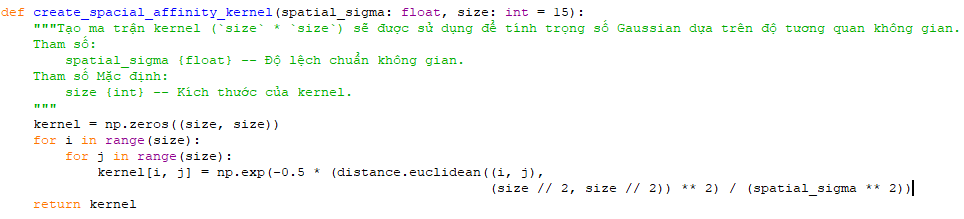 def create_spacial_affinity_kernel(spatial_sigma: float, size: int = 15):
    """Tạo ma trận kernel (`size` * `size`) sẽ được sử dụng để tính trọng số Gaussian dựa trên độ tương quan không gian.
    Tham số:
        spatial_sigma {float} -- Độ lệch chuẩn không gian.
    Tham số Mặc định:
        size {int} -- Kích thước của kernel.
    """
    kernel = np.zeros((size, size))
    for i in range(size):
        for j in range(size):
            kernel[i, j] = np.exp(-0.5 * (distance.euclidean((i, j),
                                                             (size // 2, size // 2)) ** 2) / (spatial_sigma ** 2))
    return kernel